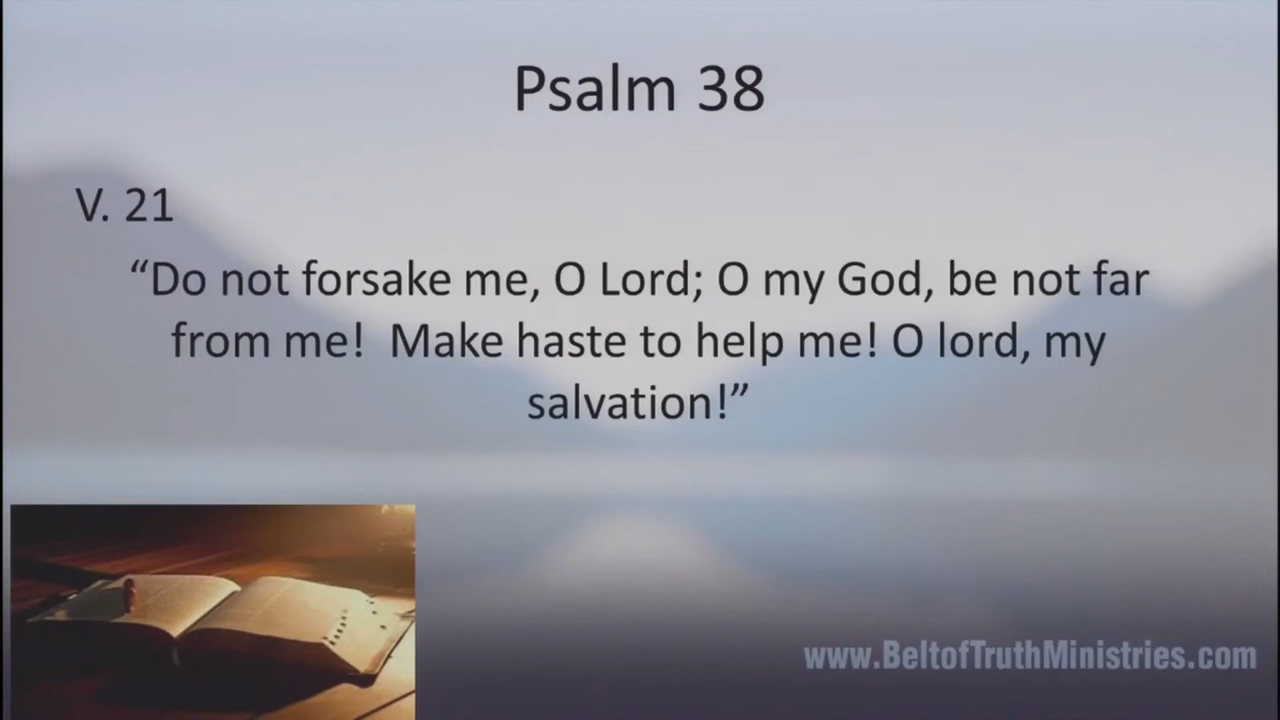 Psalm 38
V. 21
“Do not forsake me, O Lord; O my God, be not far
from me!  Make haste to help me! O lord, my
salvation!”
www.BeltofTruthMinistries.com